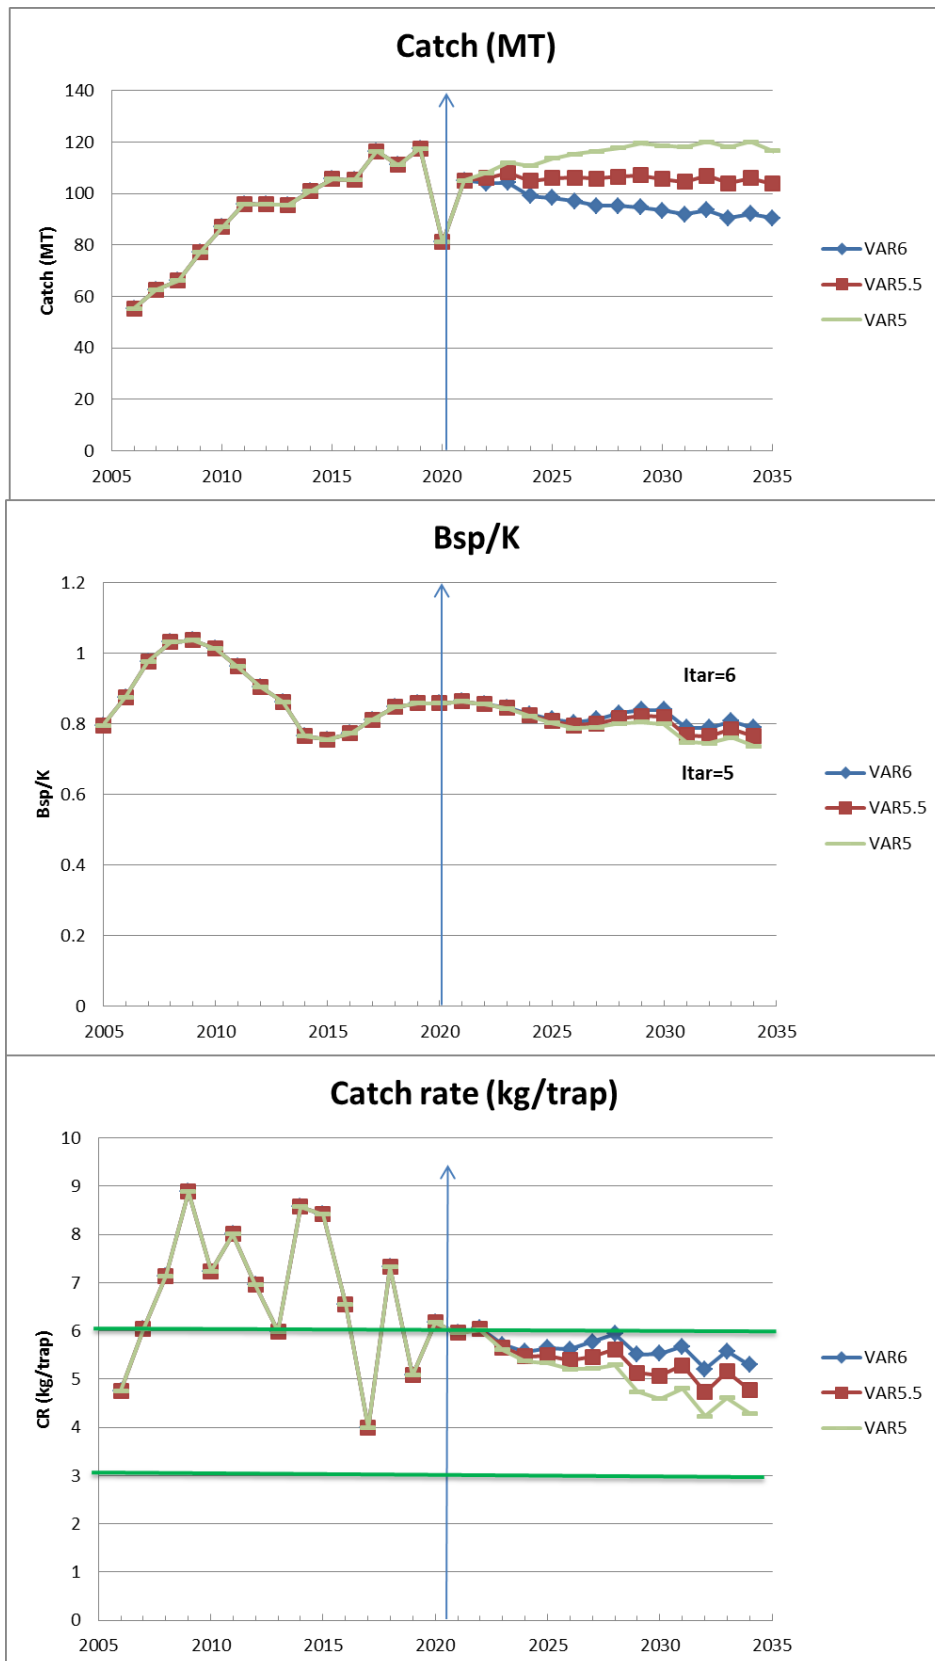 Catch (MT)
140
120
100
80
60
40
20
0
Catch (MT)
2005 2010 2015 2020 2025 2030 2035
VAR6
VAR5.5
VAR5
Bsp/K
1.2
1
0.8
0.6
0.4
0.2
0
Bsp/K
Itar=6
Itar=5
2005 2010 2015 2020 2025 2030 2035
VAR6
VAR5.5
VAR5
Catch rate (kg/trap)
10
9
8
7
6
5
4
3
2
1
0
CR (kg/trap)
2005 2010 2015 2020 2025 2030 2035
VAR6
VAR5.5
VAR5